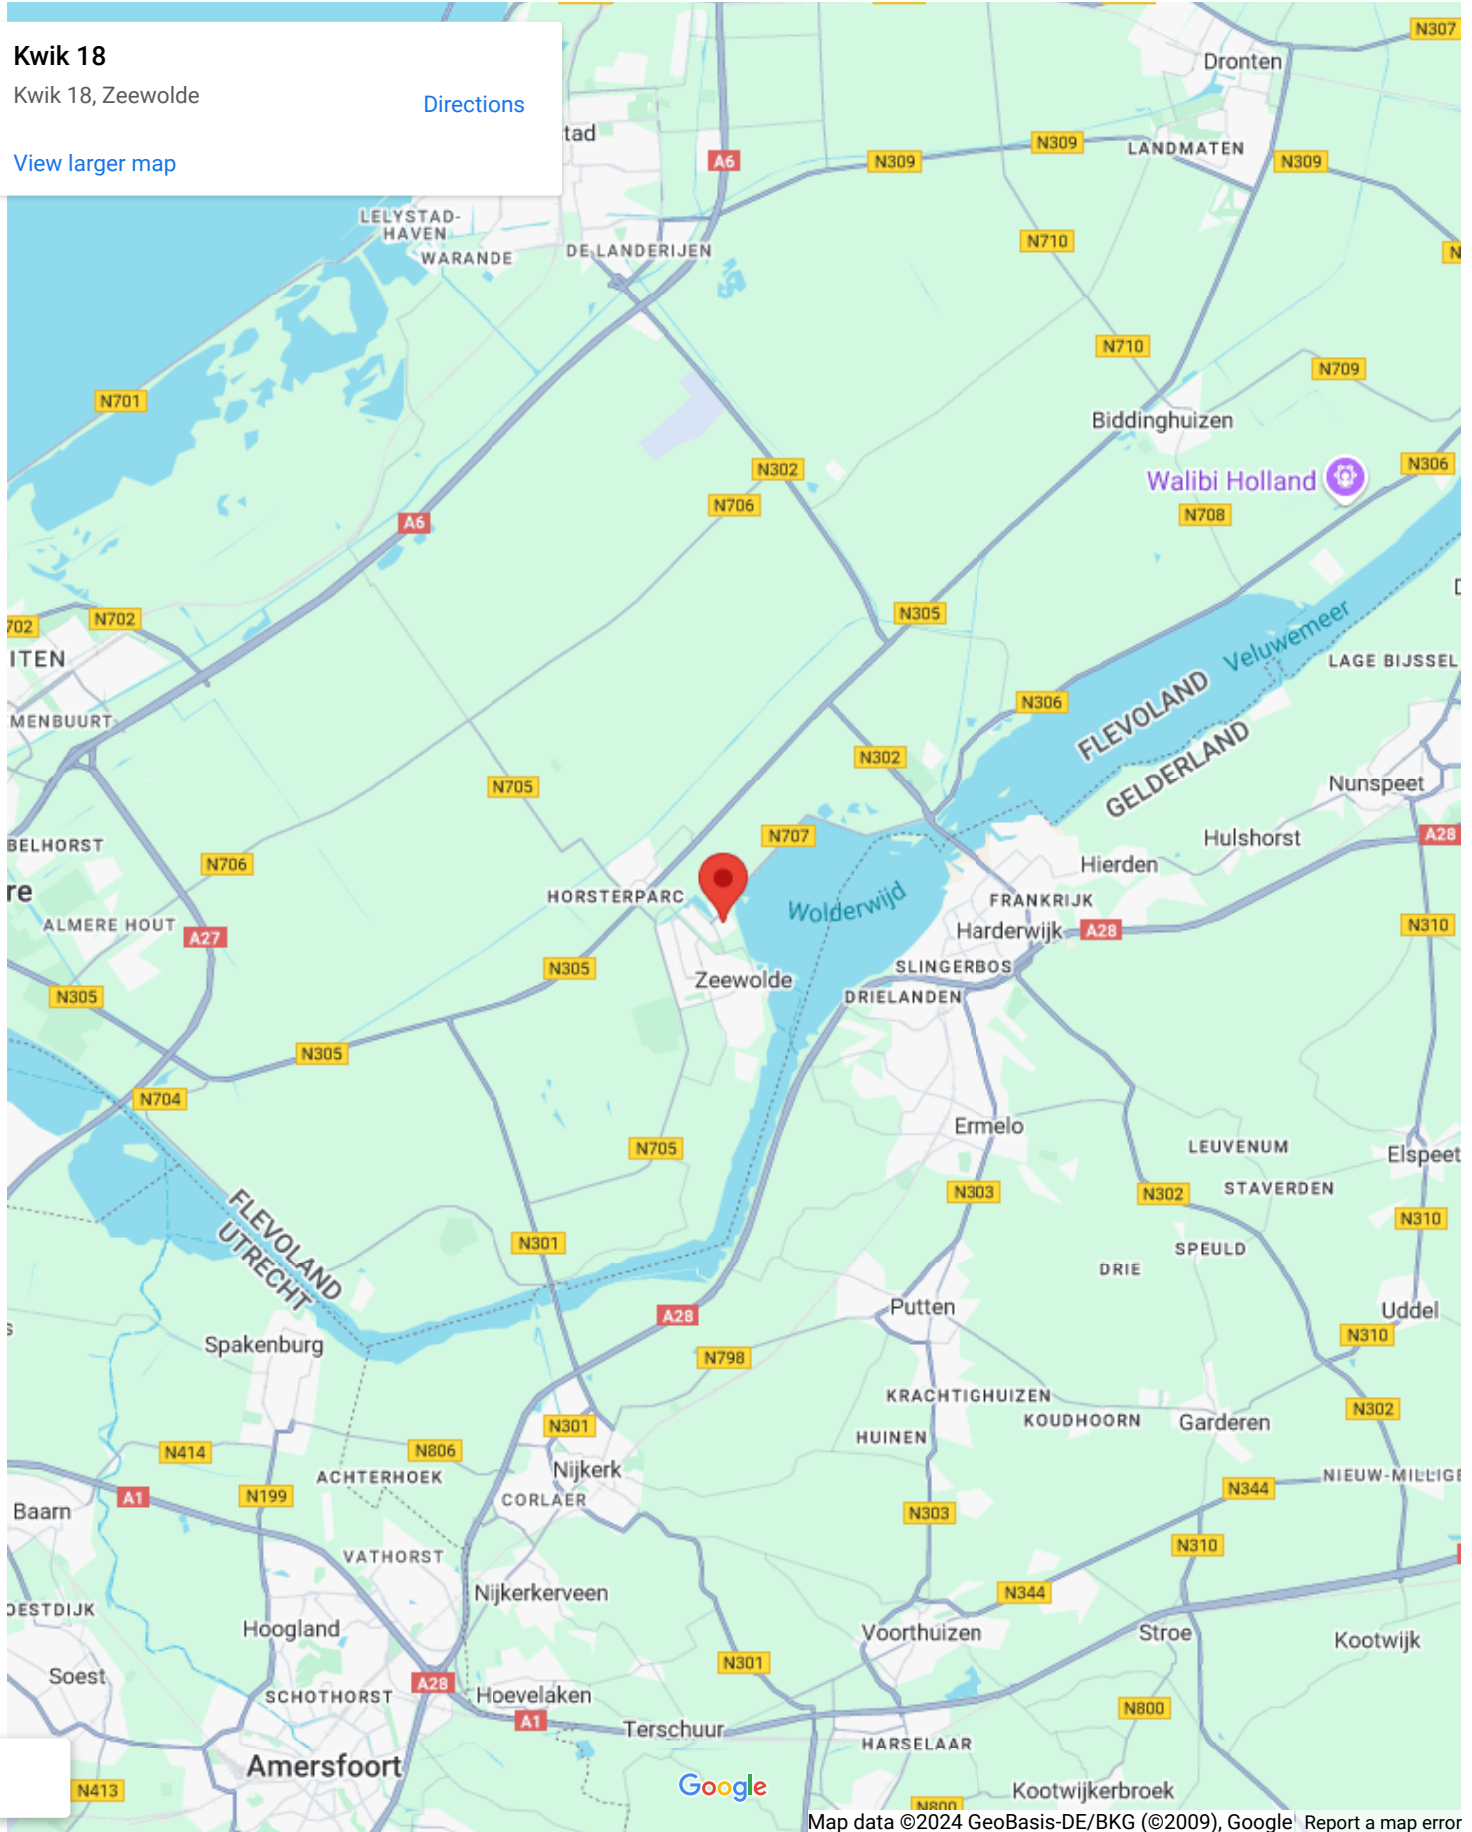 Kwik 18
Kwik 18, Zeewolde
Directions
View larger map
tad
N307
Dronten
A6
N309
N309
LANDMATEN
N309
LELYSTAD-
HAVEN
WARANDE
DE LANDERIJEN
N710
N
N710
N709
N701
Biddinghuizen
N302
Walibi Holland
N306
N706
N708
A6
N305
702
N702
ITEN
Veluwemeer
LAGE BIJSSEL
N306
FLEVOLAND
GELDERLAND
MENBUURT
N302
N705
Nunspeet
N707
Hulshorst
A28
BELHORST
N706
Hierden
re
HORSTERPARC
Wolderwijd
FRANKRIJK
ALMERE HOUT
A27
Harderwijk
A28
N310
N305
SLINGERBOS
Zeewolde
N305
DRIELANDEN
N305
N704
Ermelo
N705
LEUVENUM
Elspeet
N303
N302
STAVERDEN
FLEVOLAND
UTRECHT
N301
N310
SPEULD
DRIE
Putten
A28
Uddel
Spakenburg
N310
N798
KRACHTIGHUIZEN
KOUDHOORN
Garderen
N302
N301
HUINEN
N414
N806
Nijkerk
ACHTERHOEK
NIEUW-MILLIGE
A1
N199
CORLAER
N344
Baarn
N303
N310
VATHORST
Nijkerkerveen
N344
OESTDIJK
Hoogland
Voorthuizen
Stroe
Kootwijk
Soest
N301
A28
SCHOTHORST
Hoevelaken
A1
Terschuur
N800
HARSELAAR
Amersfoort
N413
Google
Kootwijkerbroek
N800
Map data ©2024 GeoBasis-DE/BKG (©2009), Google
Report a map error